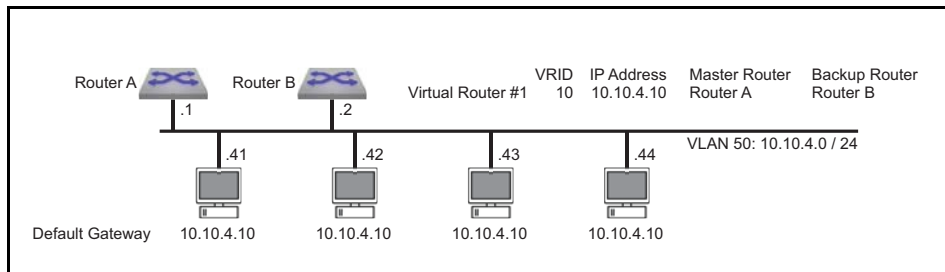 VRID IP Address Master Router Backup Router
Router A Router B Virtual Router #1 10 10.10.4.10 Router A Router B
.1 .2
VLAN 50: 10.10.4.0 / 24
.41 .42 .43 .44
Default Gateway 10.10.4.10 10.10.4.10 10.10.4.10 10.10.4.10